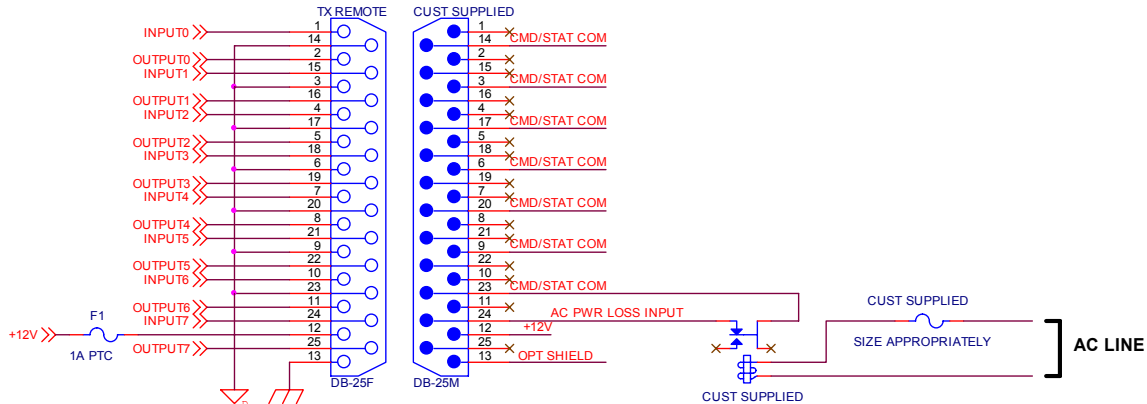 TX REMOTE
CUST SUPPLIED
INPUT0
1
1
14
14
CMD/STAT COM
OUTPUT0
2
2
INPUT1
15
15
3
3
CMD/STAT COM
OUTPUT1
16
16
INPUT2
4
4
17
17
CMD/STAT COM
OUTPUT2
5
5
INPUT3
18
18
6
6
CMD/STAT COM
OUTPUT3
19
19
INPUT4
7
7
20
20
CMD/STAT COM
OUTPUT4
8
8
INPUT5
21
21
9
9
CMD/STAT COM
OUTPUT5
22
22
INPUT6
10
10
23
23
CMD/STAT COM
OUTPUT6
11
11
INPUT7
24
24
AC PWR LOSS INPUT
+12V
F1
1A PTC
12
12
+12V
OUTPUT7
25
25
13
13
OPT SHIELD
DB-25F
DB-25M
CUST SUPPLIED
SIZE APPROPRIATELY
AC LINE
CUST SUPPLIED